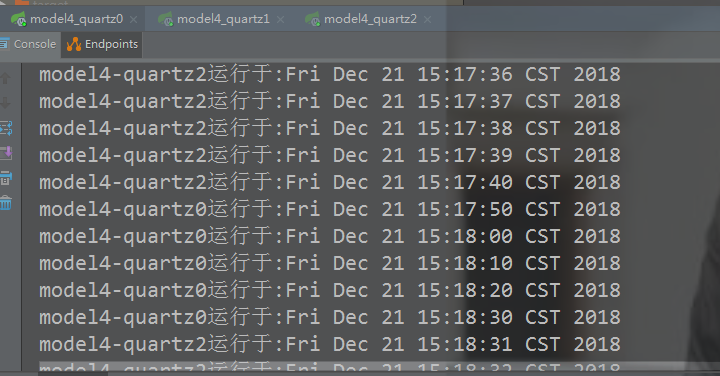 model4_quartz0 model4_quartz1 model4_quartz2
Console Endpoints
model4-quartz2运行于:Fri Dec 21 15:17:36 CST 2018
model4-quartz2运行于:Fri Dec 21 15:17:37 CST 2018
model4-quartz2运行于:Fri Dec 21 15:17:38 CST 2018
model4-quartz2运行于:Fri Dec 21 15:17:39 CST 2018
model4-quartz2运行于:Fri Dec 21 15:17:40 CST 2018
model4-quartz0运行于:Fri Dec 21 15:17:50 CST 2018
model4-quartz0运行于:Fri Dec 21 15:18:00 CST 2018
model4-quartz0运行于:Fri Dec 21 15:18:10 CST 2018
model4-quartz0运行于:Fri Dec 21 15:18:20 CST 2018
model4-quartz0运行于:Fri Dec 21 15:18:30 CST 2018
model4-quartz2运行于:Fri Dec 21 15:18:31 CST 2018